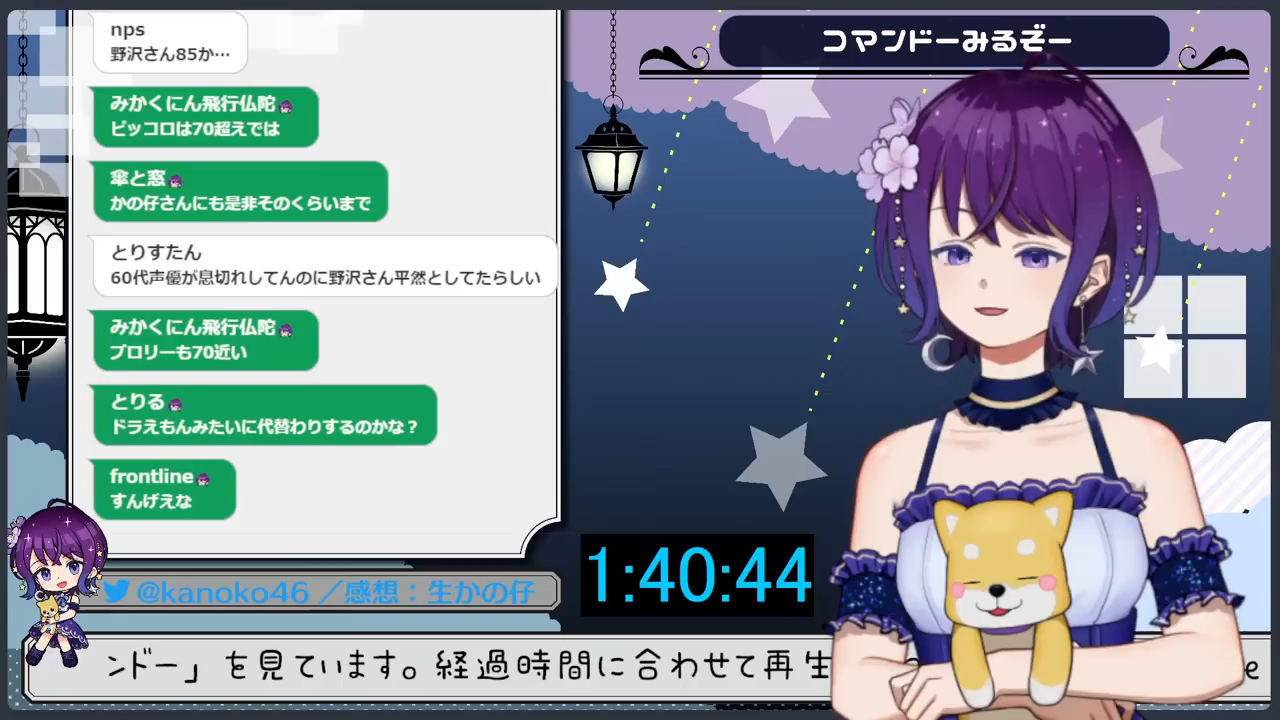 nps
野沢さん85か…
みかくにん飛行仏陀
ピッコロは70超えでは
傘と窓
かの仔さんにも是非そのくらいまで
とりすたん
60代声優が息切れしてんのに野沢さん平然としてたらしい
みかくにん飛行仏陀
ブロリーも70近い
とりる
ドラえもんみたいに代替わりするのかな？
frontline
すんげえな
コマンドーみるぞー
1:40:44
@kanoko46 ／感想：生かの仔
ンドー」を見ています。経過時間に合わせて再生
e